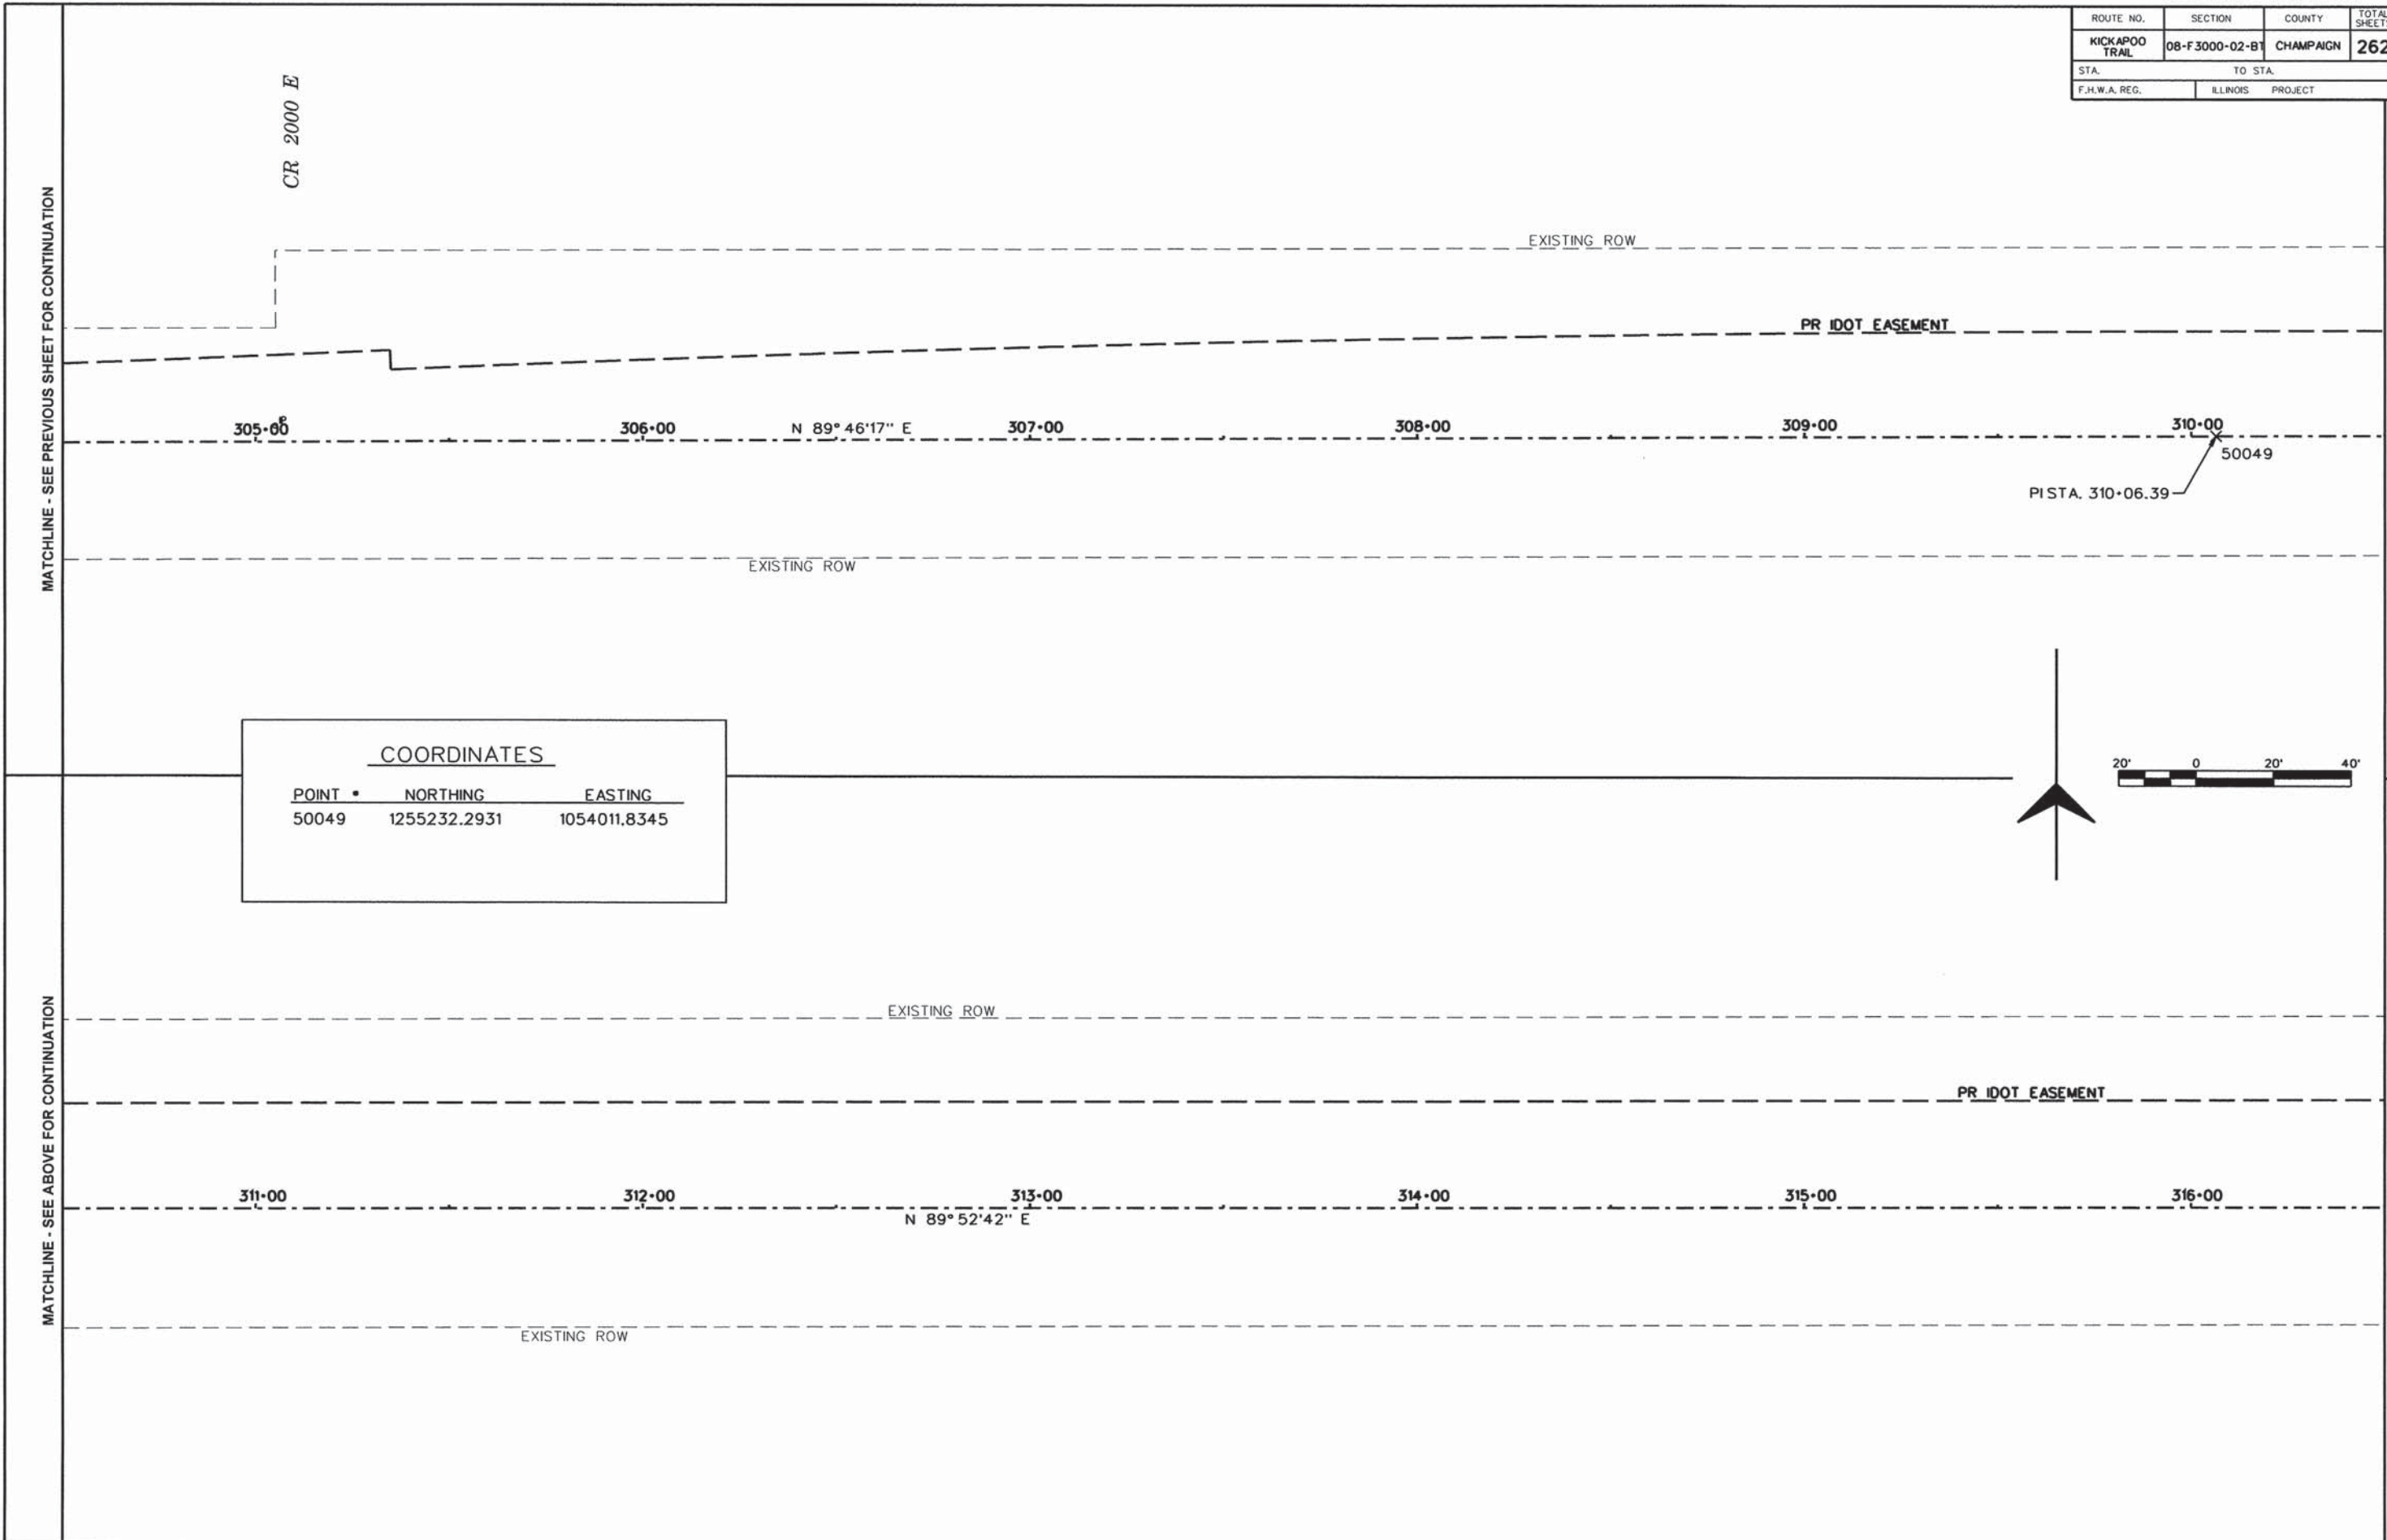 ROUTE NO. SECTION COUNTY TOTAL SHEETS
KICKAPOO TRAIL 08-F3000-02-BT CHAMPAIGN 262
STA. TO STA.
F.H.W.A. REG. ILLINOIS PROJECT
CR 2000 E
MATCHLINE - SEE PREVIOUS SHEET FOR CONTINUATION
EXISTING ROW
PR IDOT EASEMENT
305+00 306+00 N 89° 46'17" E 307+00 308+00 309+00 310+00
50049
PI STA. 310+06.39
EXISTING ROW
COORDINATES
POINT • NORTHING EASTING
50049 1255232.2931 1054011.8345
20' 0 20' 40'
MATCHLINE - SEE ABOVE FOR CONTINUATION
EXISTING ROW
PR IDOT EASEMENT
311+00 312+00 313+00 314+00 315+00 316+00
N 89° 52'42" E
EXISTING ROW